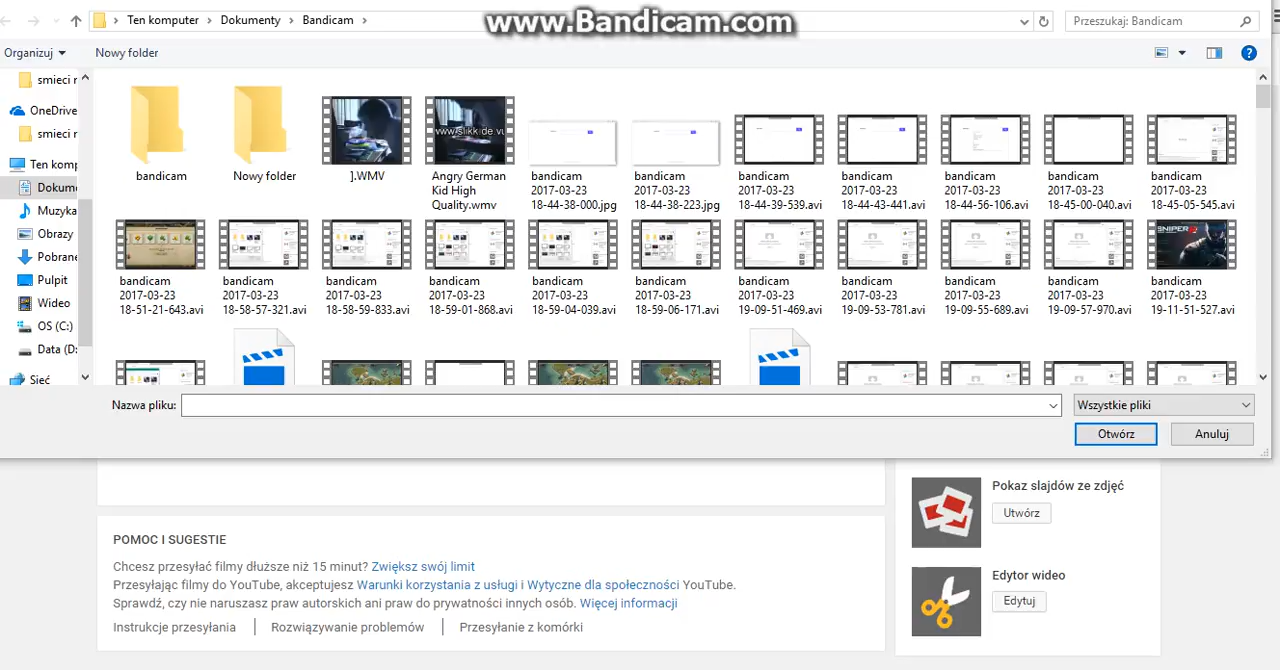 www.Bandicam.com
Ten komputer
Dokumenty
Bandicam
Przeszukaj: Bandicam
Organizuj
Nowy folder
smieci r
OneDrive
smieci r
Ten komp
Dokume
Muzyka
Obrazy
Pobrane
Pulpit
Wideo
OS (C:)
Data (D:
Sieć
bandicam
Nowy folder
].WMV
Angry German
Kid High
Quality.wmv
bandicam
2017-03-23
18-44-38-000.jpg
bandicam
2017-03-23
18-44-38-223.jpg
bandicam
2017-03-23
18-44-39-539.avi
bandicam
2017-03-23
18-44-43-441.avi
bandicam
2017-03-23
18-44-56-106.avi
bandicam
2017-03-23
18-45-00-040.avi
bandicam
2017-03-23
18-45-05-545.avi
bandicam
2017-03-23
18-51-21-643.avi
bandicam
2017-03-23
18-58-57-321.avi
bandicam
2017-03-23
18-58-59-833.avi
bandicam
2017-03-23
18-59-01-868.avi
bandicam
2017-03-23
18-59-04-039.avi
bandicam
2017-03-23
18-59-06-171.avi
bandicam
2017-03-23
19-09-51-469.avi
bandicam
2017-03-23
19-09-53-781.avi
bandicam
2017-03-23
19-09-55-689.avi
bandicam
2017-03-23
19-09-57-970.avi
SNIPER
bandicam
2017-03-23
19-11-51-527.avi
Nazwa pliku:
Wszystkie pliki
Otwórz
Anuluj
POMOC I SUGESTIE
Chcesz przesyłać filmy dłuższe niż 15 minut? Zwiększ swój limit
Przesyłając filmy do YouTube, akceptujesz Warunki korzystania z usługi i Wytyczne dla społeczności YouTube.
Sprawdź, czy nie naruszasz praw autorskich ani praw do prywatności innych osób. Więcej informacji
Instrukcje przesyłania
Rozwiązywanie problemów
Przesyłanie z komórki
Pokaz slajdów ze zdjęć
Utwórz
Edytor wideo
Edytuj